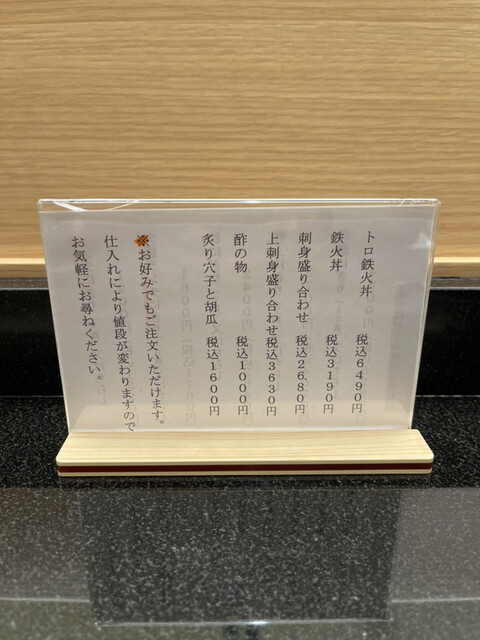 トロ鉄火丼　税込６４９０円
鉄火丼　税込３１９０円
刺身盛り合わせ　税込２６８０円
上刺身盛り合わせ税込３６３０円
酢の物　税込１０００円
炙り穴子と胡瓜　税込１６００円
※お好みでもご注文いただけます。
仕入れにより値段が変わりますので
お気軽にお尋ねください。